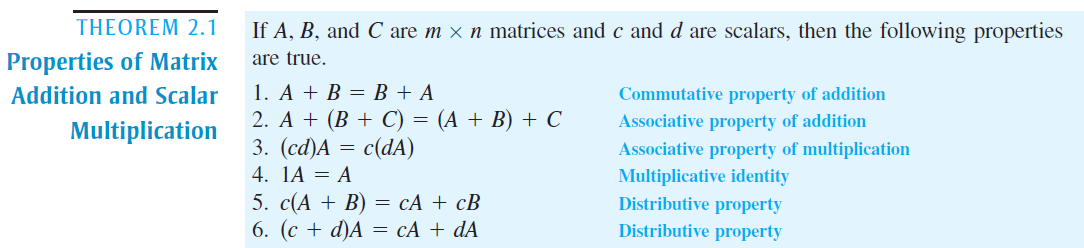 THEOREM 2.1
Properties of Matrix
Addition and Scalar
Multiplication
If A, B, and C are m × n matrices and c and d are scalars, then the following properties
are true.
1. A + B = B + A Commutative property of addition
2. A + (B + C) = (A + B) + C Associative property of addition
3. (cd)A = c(dA) Associative property of multiplication
4. 1A = A Multiplicative identity
5. c(A + B) = cA + cB Distributive property
6. (c + d)A = cA + dA Distributive property